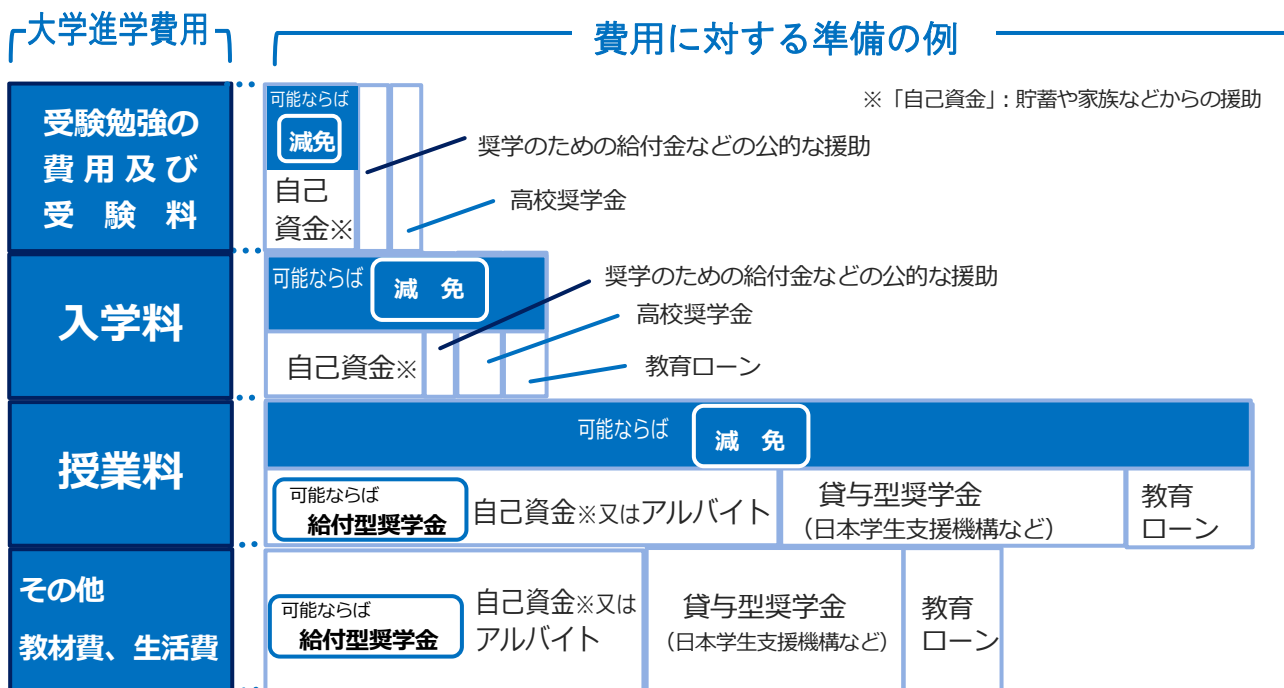 大学進学費用
費用に対する準備の例
※「自己資金」：貯蓄や家族などからの援助
受験勉強の
費用及び
受験料
可能ならば
減免
自己
資金※
奨学のための給付金などの公的な援助
高校奨学金
入学料
可能ならば
減 免
自己資金※
奨学のための給付金などの公的な援助
高校奨学金
教育ローン
授業料
可能ならば
減 免
可能ならば
給付型奨学金
自己資金※又はアルバイト
貸与型奨学金
（日本学生支援機構など）
教育
ローン
その他
教材費、生活費
可能ならば
給付型奨学金
自己資金※又は
アルバイト
貸与型奨学金
（日本学生支援機構など）
教育
ローン